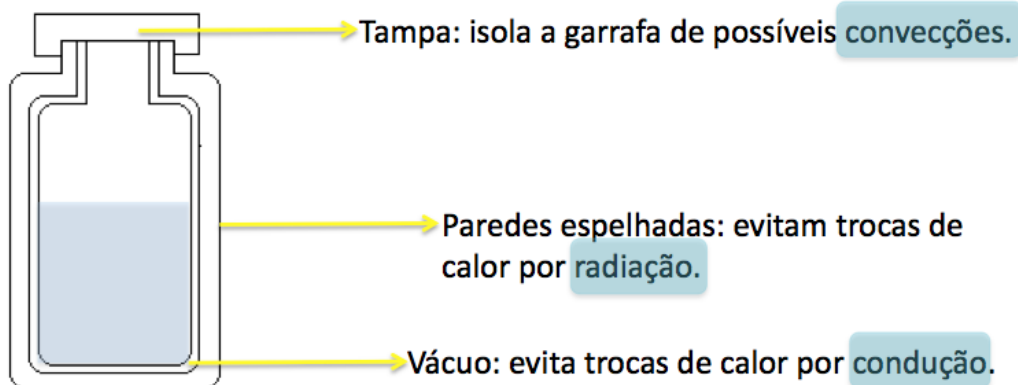 Tampa: isola a garrafa de possíveis convecções.
Paredes espelhadas: evitam trocas de
calor por radiação.
Vácuo: evita trocas de calor por condução.